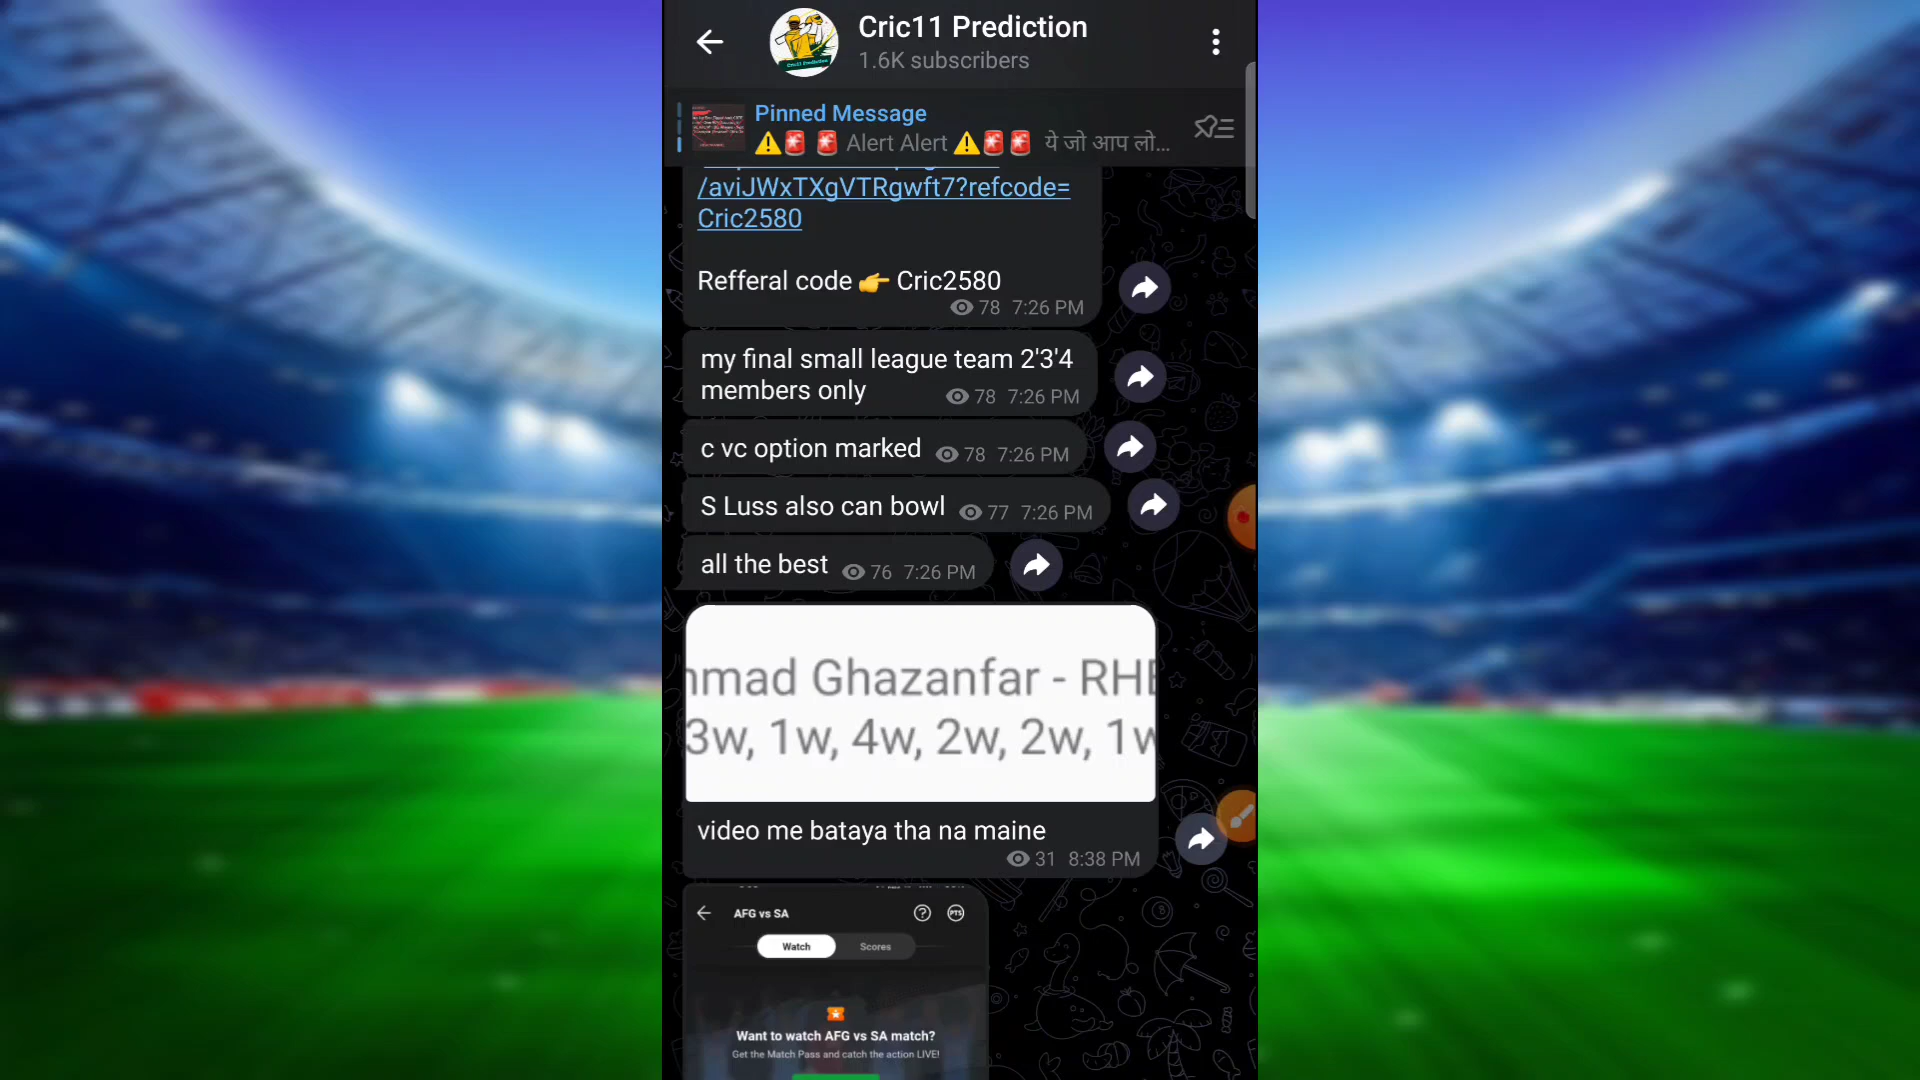 Cric11 Prediction
1.6K subscribers
Pinned Message
⚠️🚨 🚨 Alert Alert ⚠️🚨🚨 ये जो आप लो...
/aviJWxTXgVTRgwft7?refcode=
Cric2580
Refferal code 👉 Cric2580
78 7:26 PM
my final small league team 2'3'4
members only
78 7:26 PM
c vc option marked
78 7:26 PM
S Luss also can bowl
77 7:26 PM
all the best
76 7:26 PM
mad Ghazanfar - RH
3w, 1w, 4w, 2w, 2w, 1w
video me bataya tha na maine
31 8:38 PM
AFG vs SA
?
PTS
Watch
Scores
Want to watch AFG vs SA match?
Get the Match Pass and catch the action LIVE!